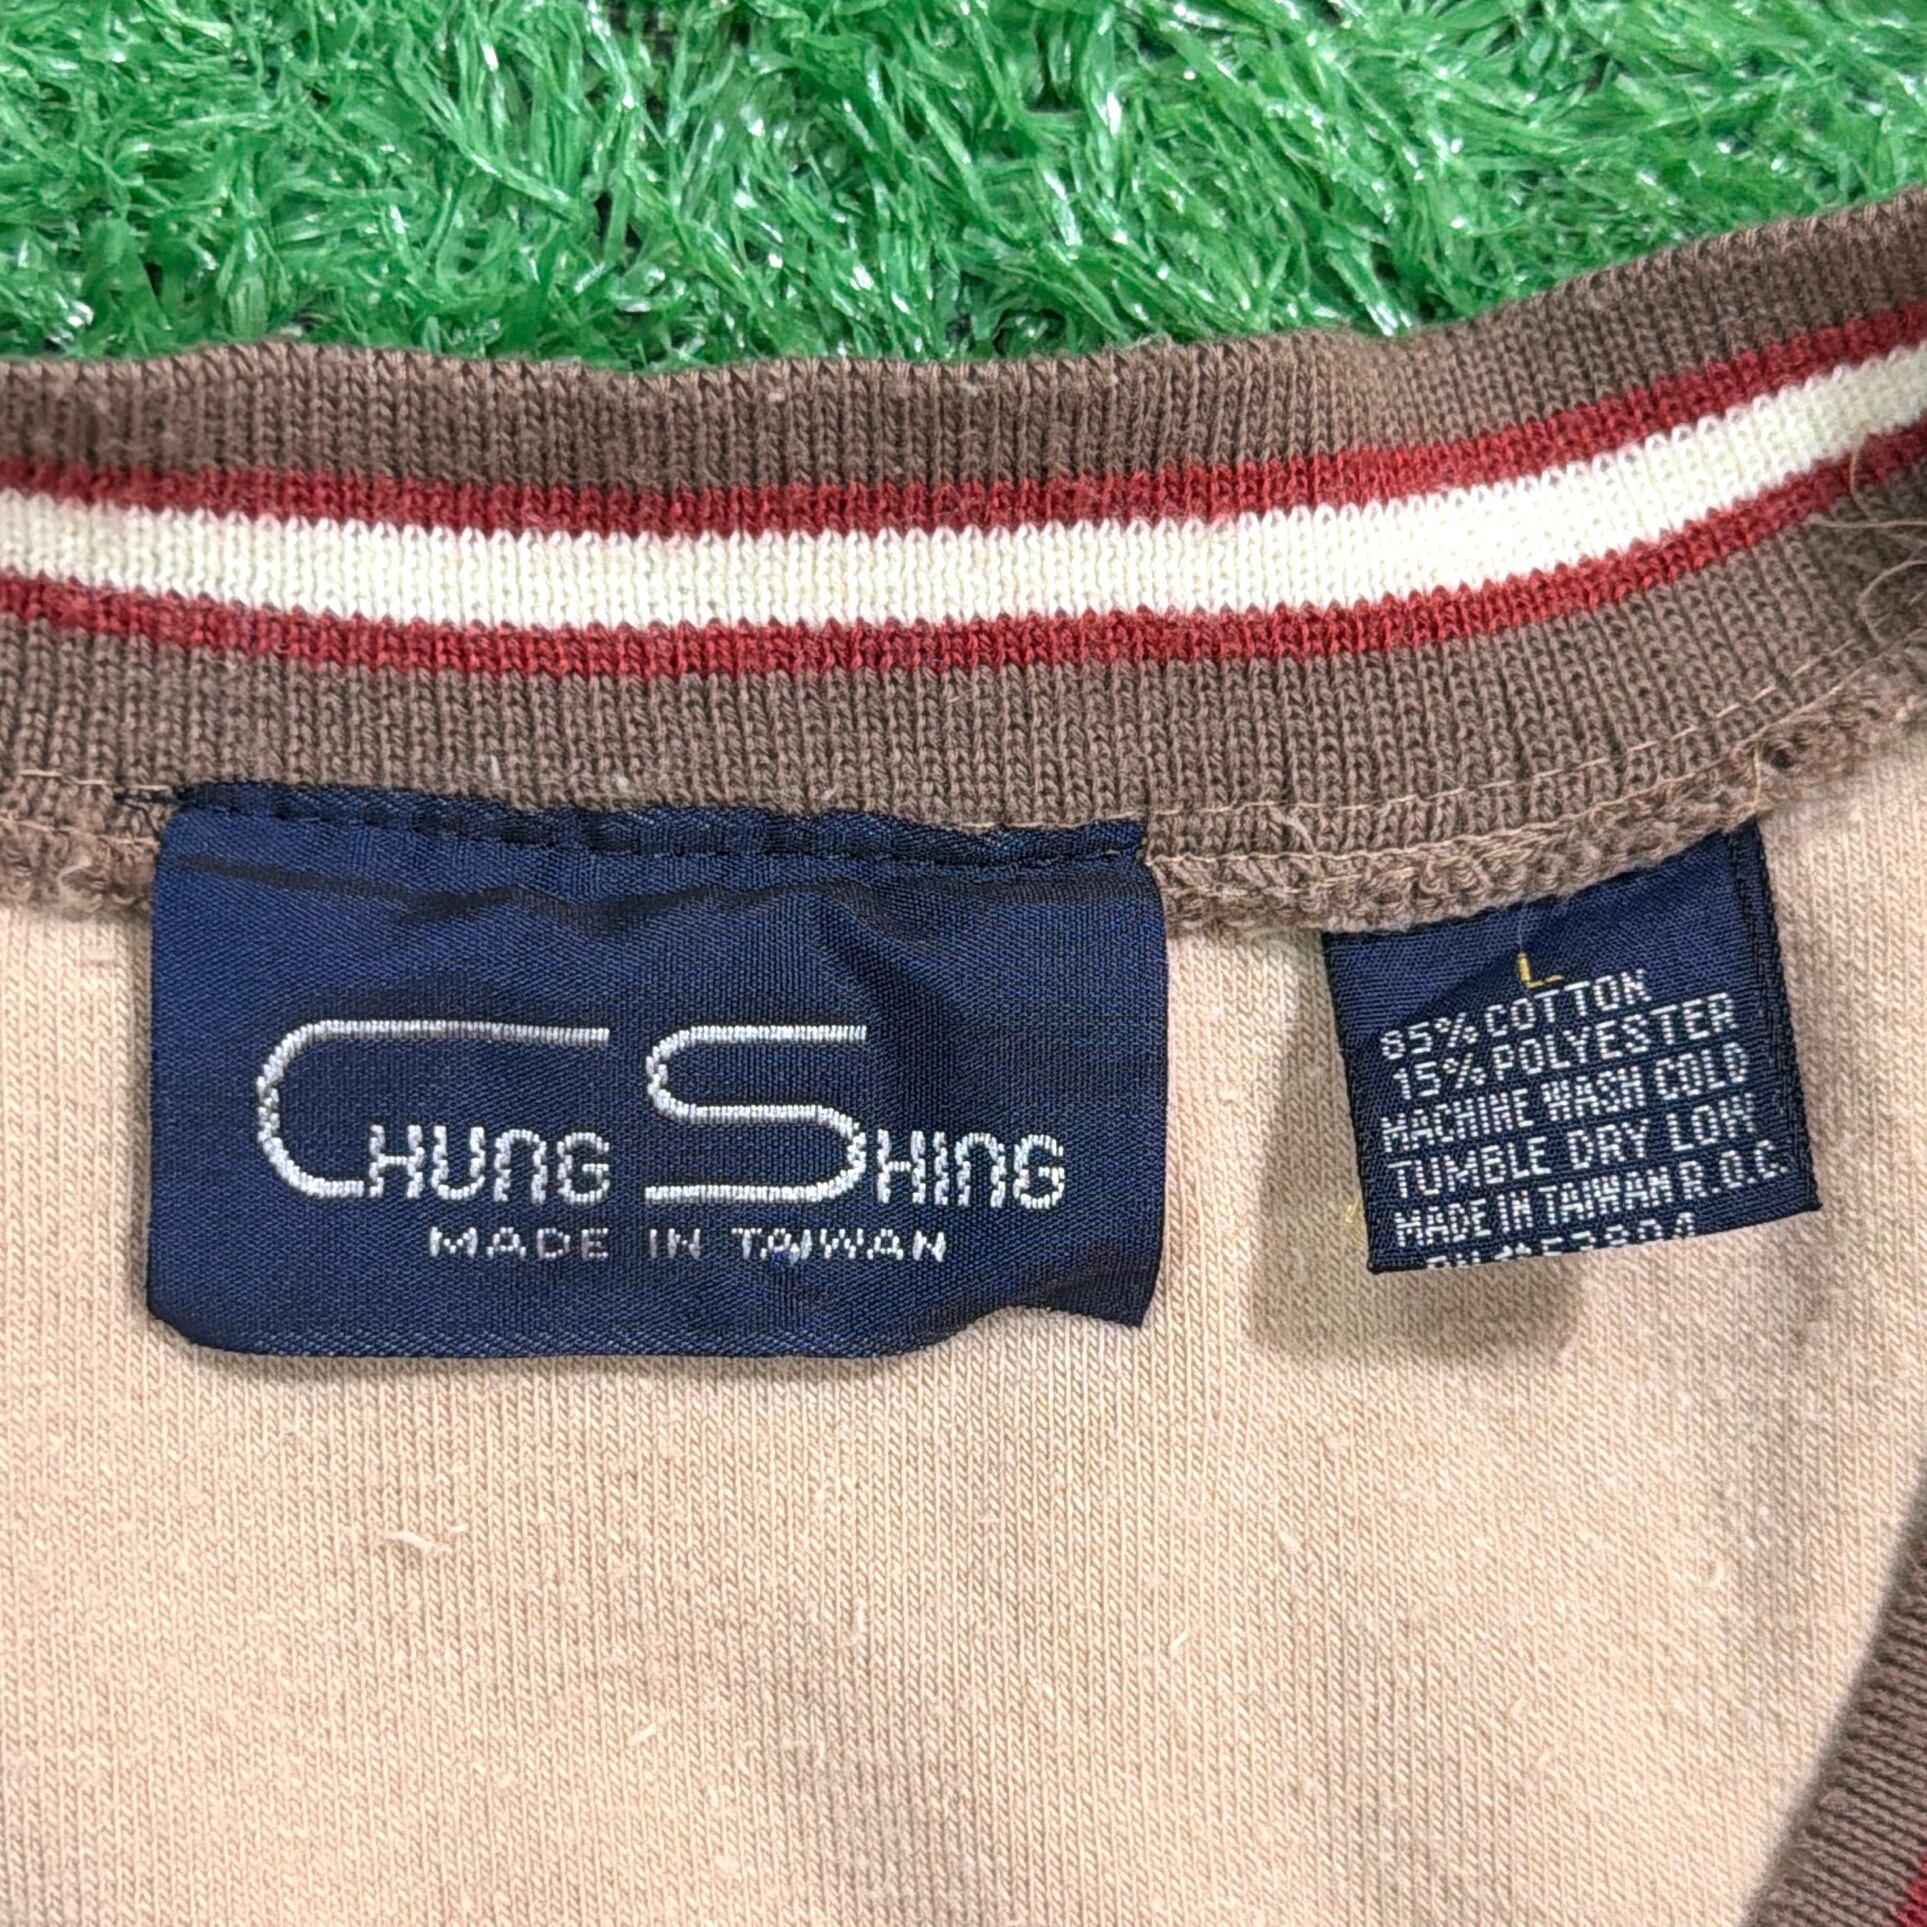 CHUNG SHING
MADE IN TAIWAN
L
85% COTTON
15% POLYESTER
MACHINE WASH COLD
TUMBLE DRY LOW
MADE IN TAIWAN R.O.C.